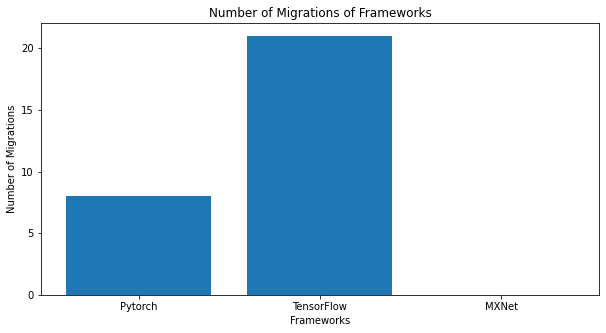 Number of Migrations of Frameworks
Number of Migrations
20
15
10
5
0
Pytorch
TensorFlow
MXNet
Frameworks